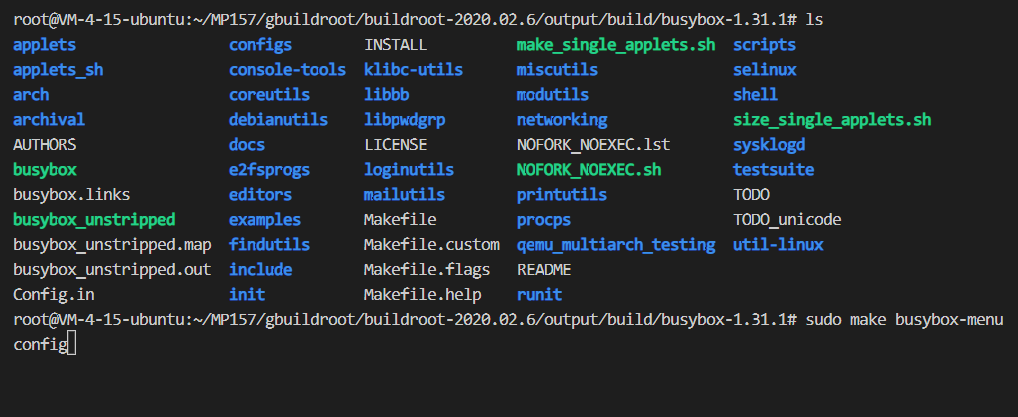 root@VM-4-15-ubuntu:~/MP157/gbuildroot/buildroot-2020.02.6/output/build/busybox-1.31.1# ls
applets configs INSTALL make_single_applets.sh scripts
applets_sh console-tools klibc-utils miscutils selinux
arch coreutils libbb modutils shell
archival debianutils libpwdgrp networking size_single_applets.sh
AUTHORS docs LICENSE NOFORK_NOEXEC.lst sysklogd
busybox e2fsprogs loginutils NOFORK_NOEXEC.sh testsuite
busybox.links editors mailutils printutils TODO
busybox_unstripped examples Makefile procps TODO_unicode
busybox_unstripped.map findutils Makefile.custom qemu_multiarch_testing util-linux
busybox_unstripped.out include Makefile.flags README
Config.in init Makefile.help runit
root@VM-4-15-ubuntu:~/MP157/gbuildroot/buildroot-2020.02.6/output/build/busybox-1.31.1# sudo make busybox-menu
config